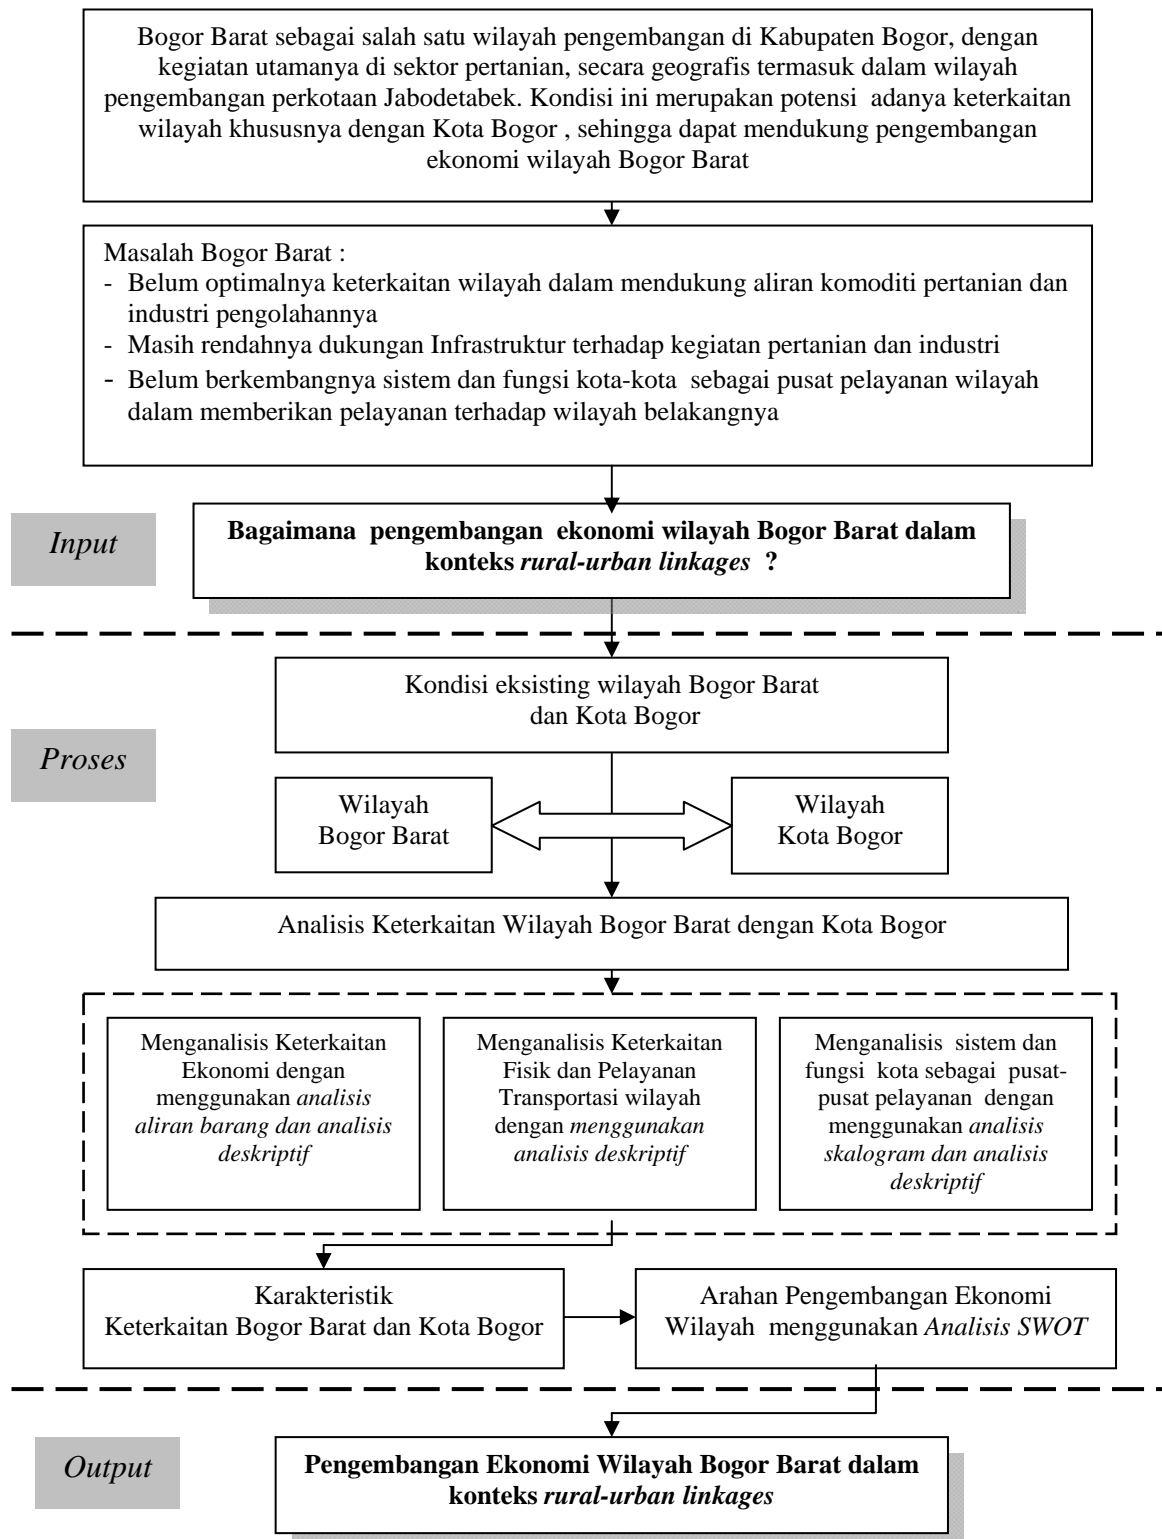 Bogor Barat sebagai salah satu wilayah pengembangan di Kabupaten Bogor, dengan
kegiatan utamanya di sektor pertanian, secara geografis termasuk dalam wilayah
pengembangan perkotaan Jabodetabek. Kondisi ini merupakan potensi adanya keterkaitan
wilayah khususnya dengan Kota Bogor , sehingga dapat mendukung pengembangan
ekonomi wilayah Bogor Barat
Masalah Bogor Barat :
- Belum optimalnya keterkaitan wilayah dalam mendukung aliran komoditi pertanian dan
industri pengolahannya
- Masih rendahnya dukungan Infrastruktur terhadap kegiatan pertanian dan industri
- Belum berkembangnya sistem dan fungsi kota-kota sebagai pusat pelayanan wilayah
dalam memberikan pelayanan terhadap wilayah belakangnya
Input
Bagaimana pengembangan ekonomi wilayah Bogor Barat dalam
konteks rural-urban linkages ?
Kondisi eksisting wilayah Bogor Barat
dan Kota Bogor
Proses
Wilayah
Bogor Barat
Wilayah
Kota Bogor
Analisis Keterkaitan Wilayah Bogor Barat dengan Kota Bogor
Menganalisis Keterkaitan
Ekonomi dengan
menggunakan analisis
aliran barang dan analisis
deskriptif
Menganalisis Keterkaitan
Fisik dan Pelayanan
Transportasi wilayah
dengan menggunakan
analisis deskriptif
Menganalisis sistem dan
fungsi kota sebagai pusat-
pusat pelayanan dengan
menggunakan analisis
skalogram dan analisis
deskriptif
Karakteristik
Keterkaitan Bogor Barat dan Kota Bogor
Arahan Pengembangan Ekonomi
Wilayah menggunakan Analisis SWOT
Output
Pengembangan Ekonomi Wilayah Bogor Barat dalam
konteks rural-urban linkages